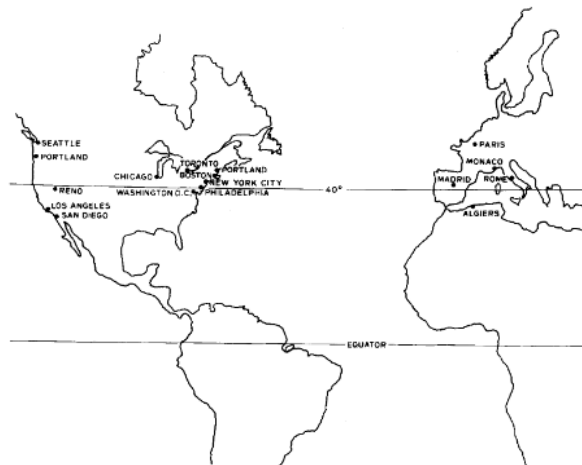 SEATTLE
PORTLAND
PARIS
TORONTO
PORTLAND
MONACO
BOSTON
CHICAGO
NEW YORK CITY
MADRID
ROME
RENO
WASHINGTON D.C.
PHILADELPHIA
40°
LOS ANGELES
SAN DIEGO
ALGIERS
EQUATOR